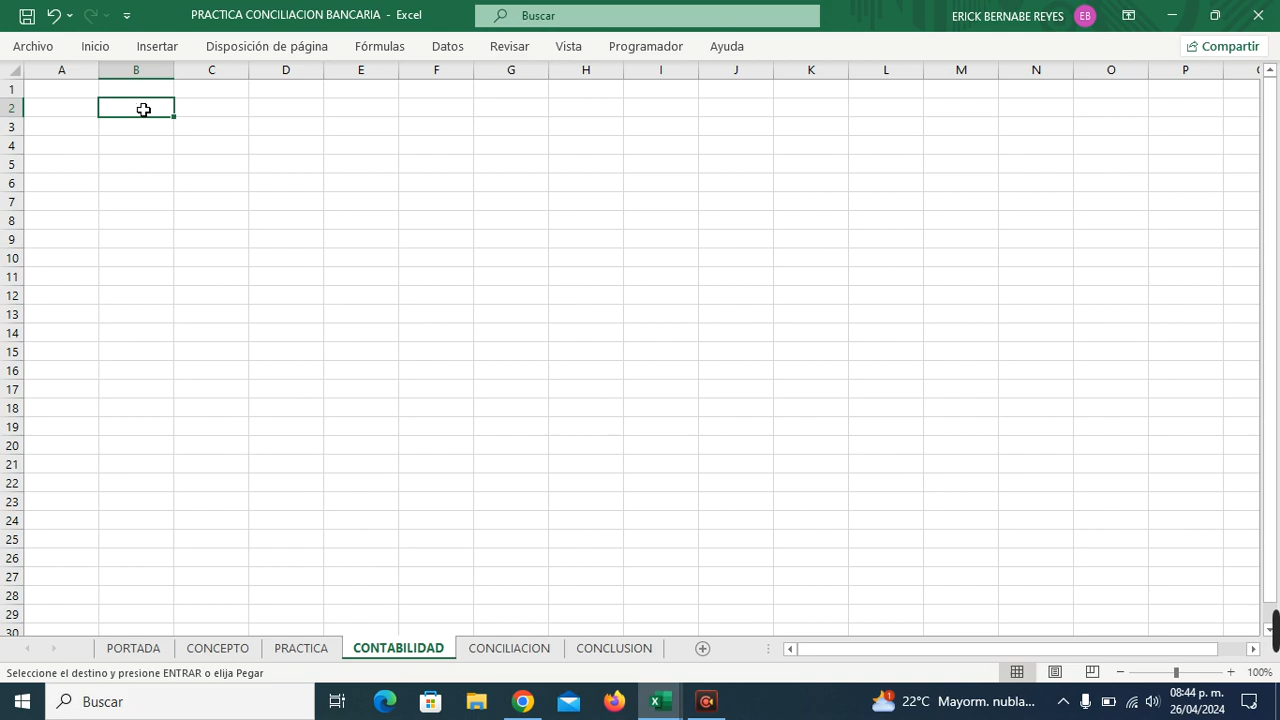 PRACTICA CONCILIACION BANCARIA - Excel
Buscar
ERICK BERNABE REYES
EB
Archivo
Inicio
Insertar
Disposición de página
Fórmulas
Datos
Revisar
Vista
Programador
Ayuda
Compartir
A B C D E F G H I J K L M N O P
1
2
3
4
5
6
7
8
9
10
11
12
13
14
15
16
17
18
19
20
21
22
23
24
25
26
27
28
29
30
PORTADA
CONCEPTO
PRACTICA
CONTABILIDAD
CONCILIACION
CONCLUSION
Seleccione el destino y presione ENTRAR o elija Pegar
100%
Buscar
1
22°C Mayorm. nubla...
08:44 p. m.
26/04/2024